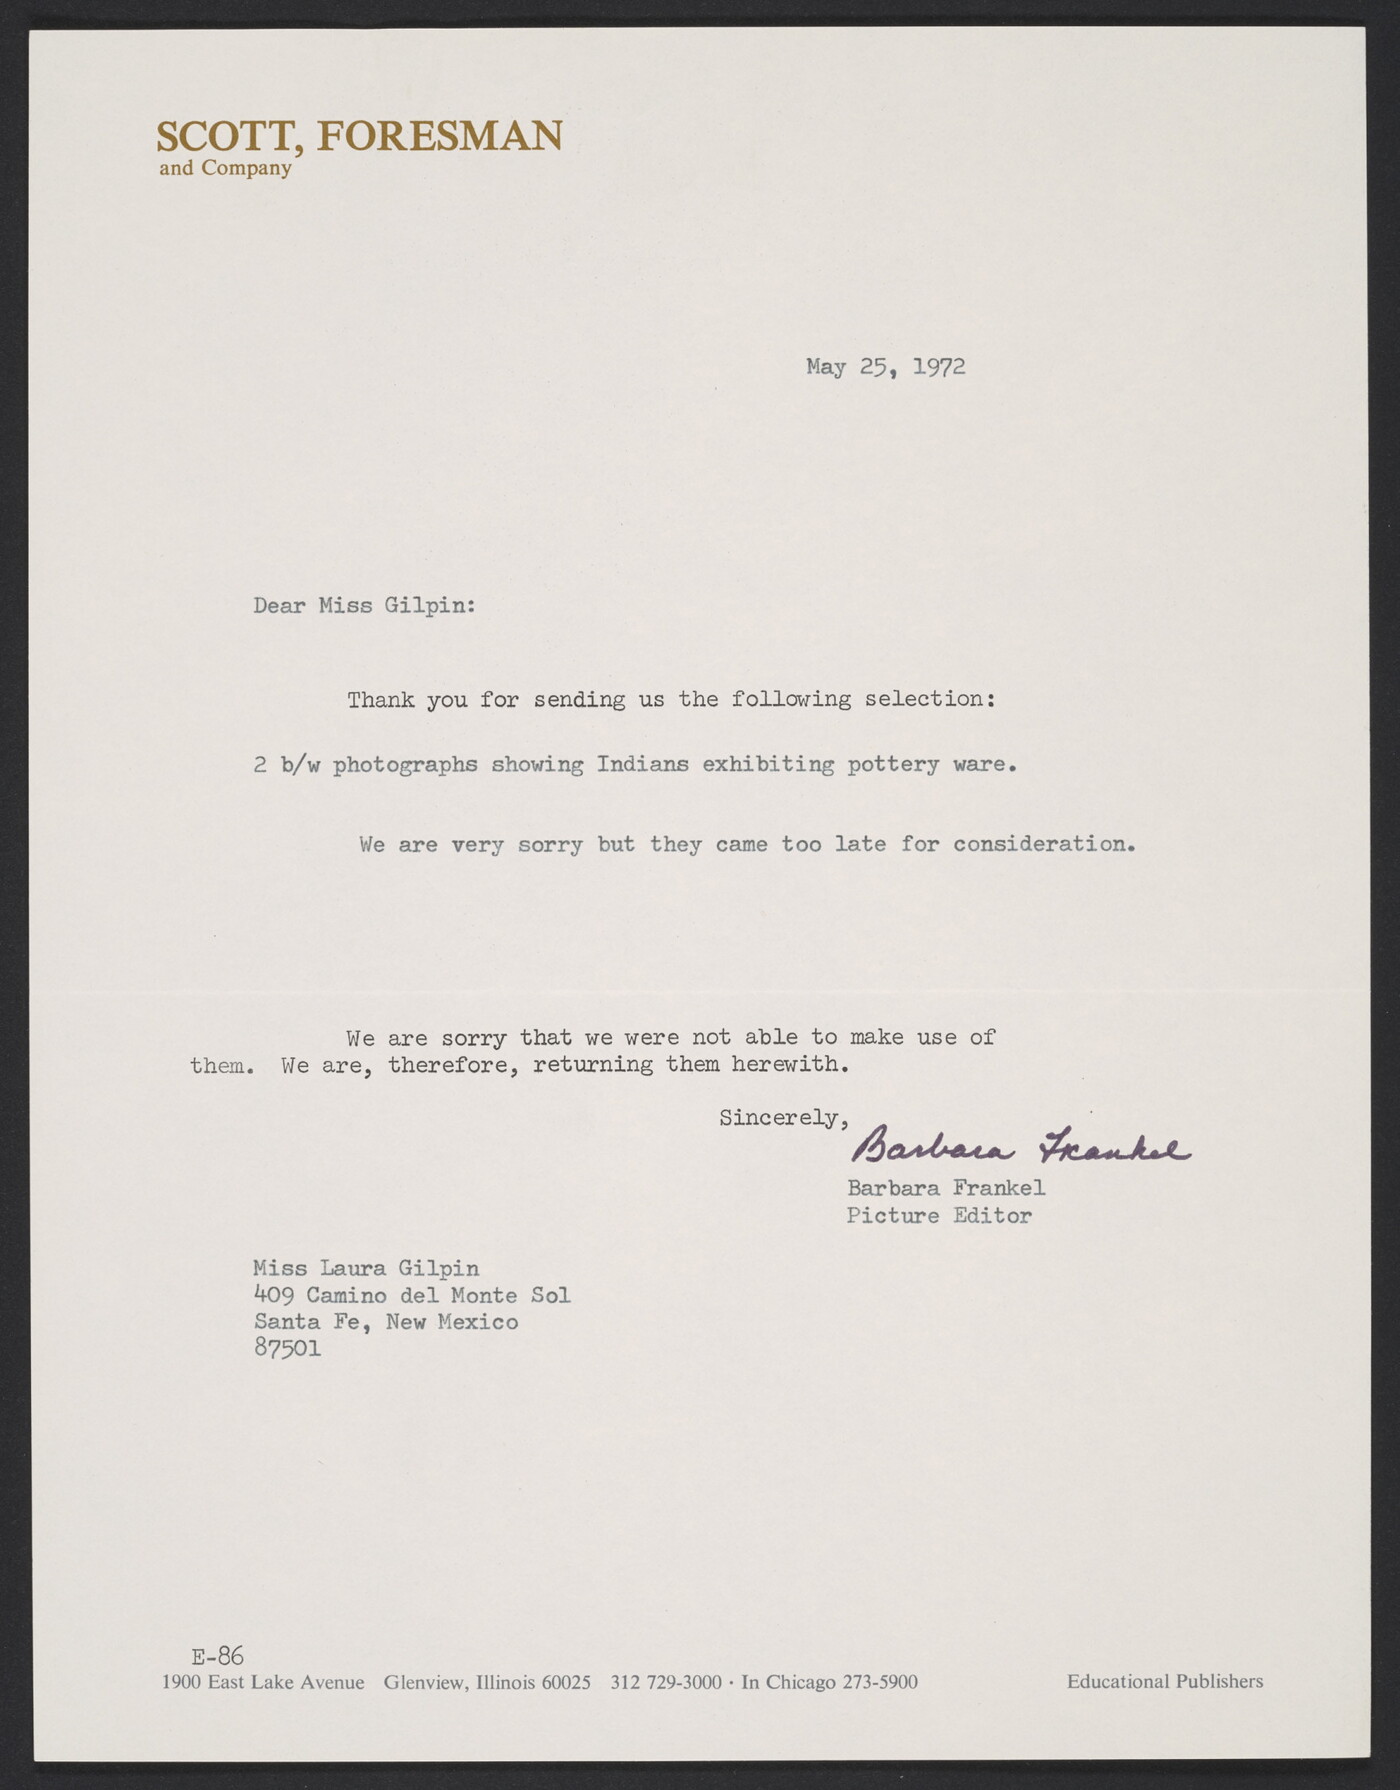 SCOTT, FORESMAN
and Company
May 25, 1972
Dear Miss Gilpin:
Thank you for sending us the following selection:
2 b/w photographs showing Indians exhibiting pottery ware.
We are very sorry but they came too late for consideration.
We are sorry that we were not able to make use of
them. We are, therefore, returning them herewith.
Sincerely,
Barbara Frankel
Barbara Frankel
Picture Editor
Miss Laura Gilpin
409 Camino del Monte Sol
Santa Fe, New Mexico
87501
E-86
1900 East Lake Avenue Glenview, Illinois 60025 312 729-3000 · In Chicago 273-5900 Educational Publishers